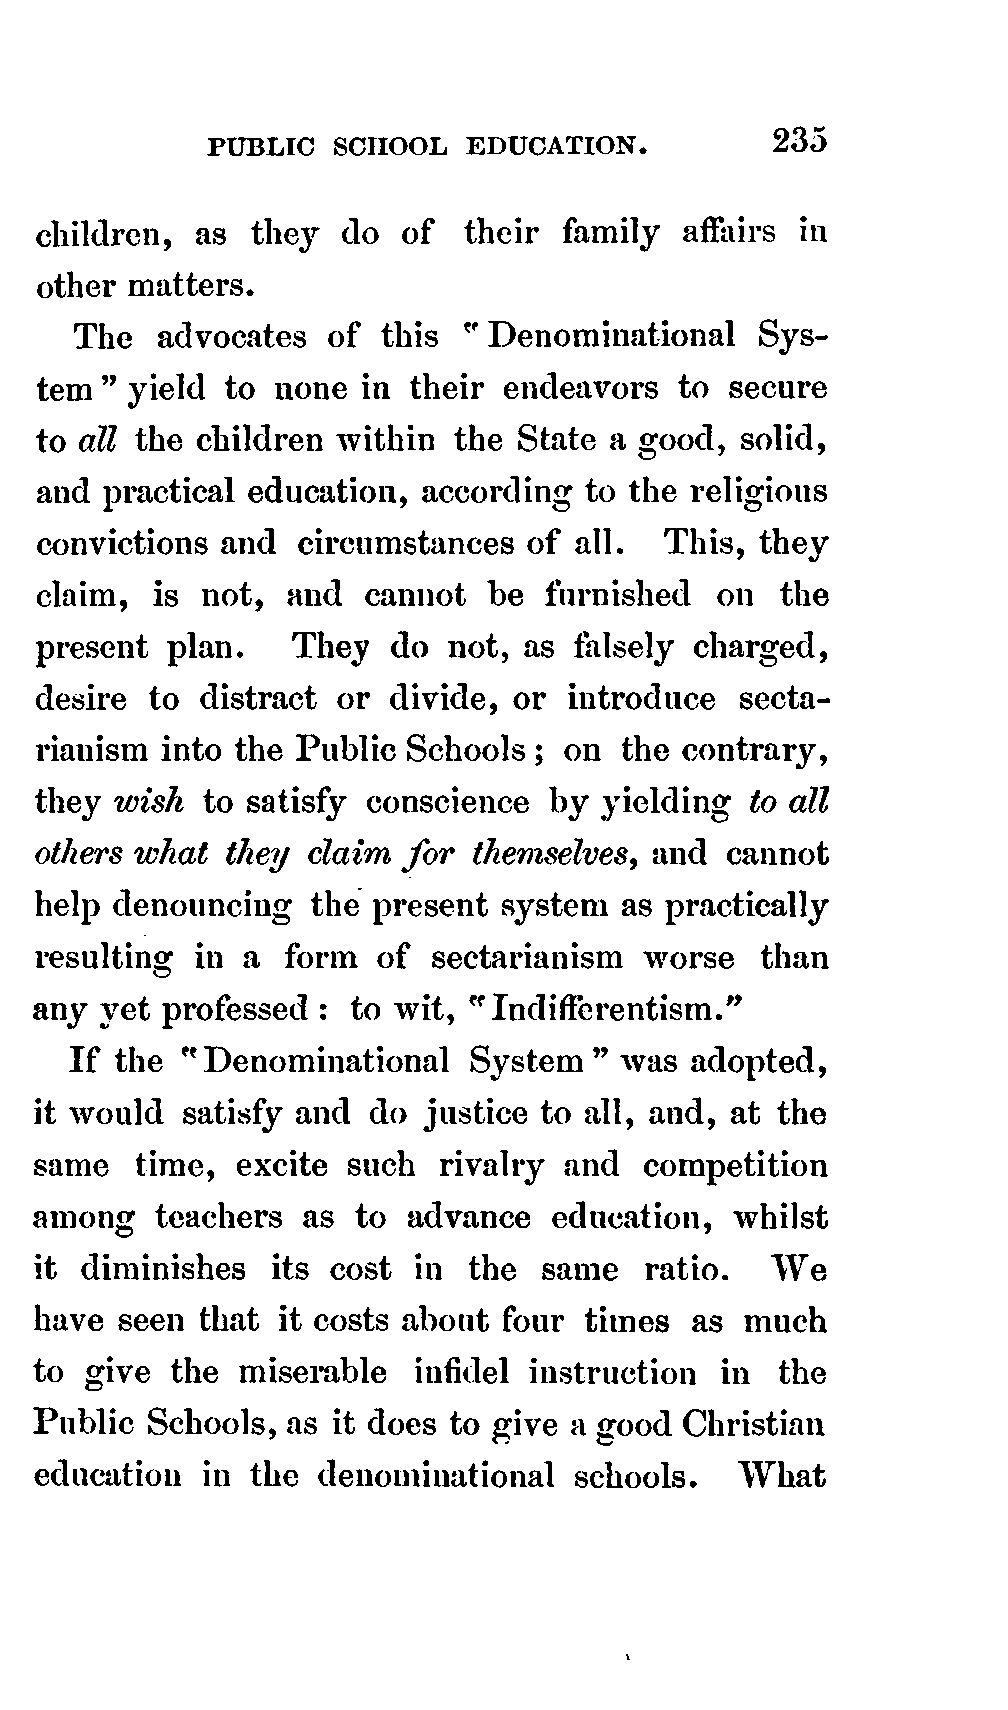 PUBLIC SCHOOL EDUCATION. 235
children, as they do of their family affairs in
other matters.
The advocates of this "Denominational Sys-
tem" yield to none in their endeavors to secure
to all the children within the State a good, solid,
and practical education, according to the religious
convictions and circumstances of all. This, they
claim, is not, and cannot be furnished on the
present plan. They do not, as falsely charged,
desire to distract or divide, or introduce secta-
rianism into the Public Schools; on the contrary,
they wish to satisfy conscience by yielding to all
others what they claim for themselves, and cannot
help denouncing the present system as practically
resulting in a form of sectarianism worse than
any yet professed: to wit, "Indifferentism."
If the "Denominational System" was adopted,
it would satisfy and do justice to all, and, at the
same time, excite such rivalry and competition
among teachers as to advance education, whilst
it diminishes its cost in the same ratio. We
have seen that it costs about four times as much
to give the miserable infidel instruction in the
Public Schools, as it does to give a good Christian
education in the denominational schools. What